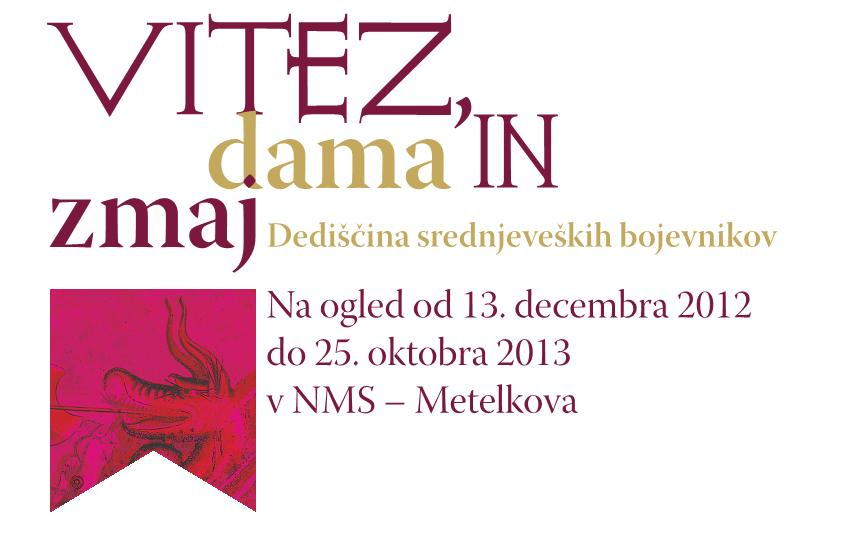 VITEZ,
dama IN
zmaj
Dediščina srednjeveških bojevnikov
Na ogled od 13. decembra 2012
do 25. oktobra 2013
v NMS – Metelkova